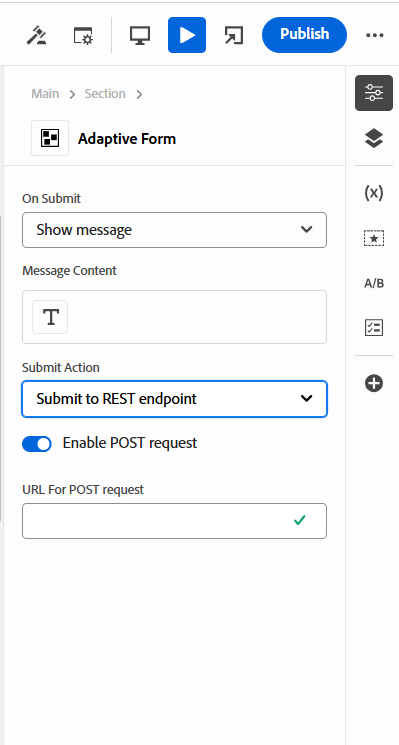 Publish
Main
Section
Adaptive Form
On Submit
Show message
Message Content
T
Submit Action
Submit to REST endpoint
Enable POST request
URL For POST request
(x)
A/B